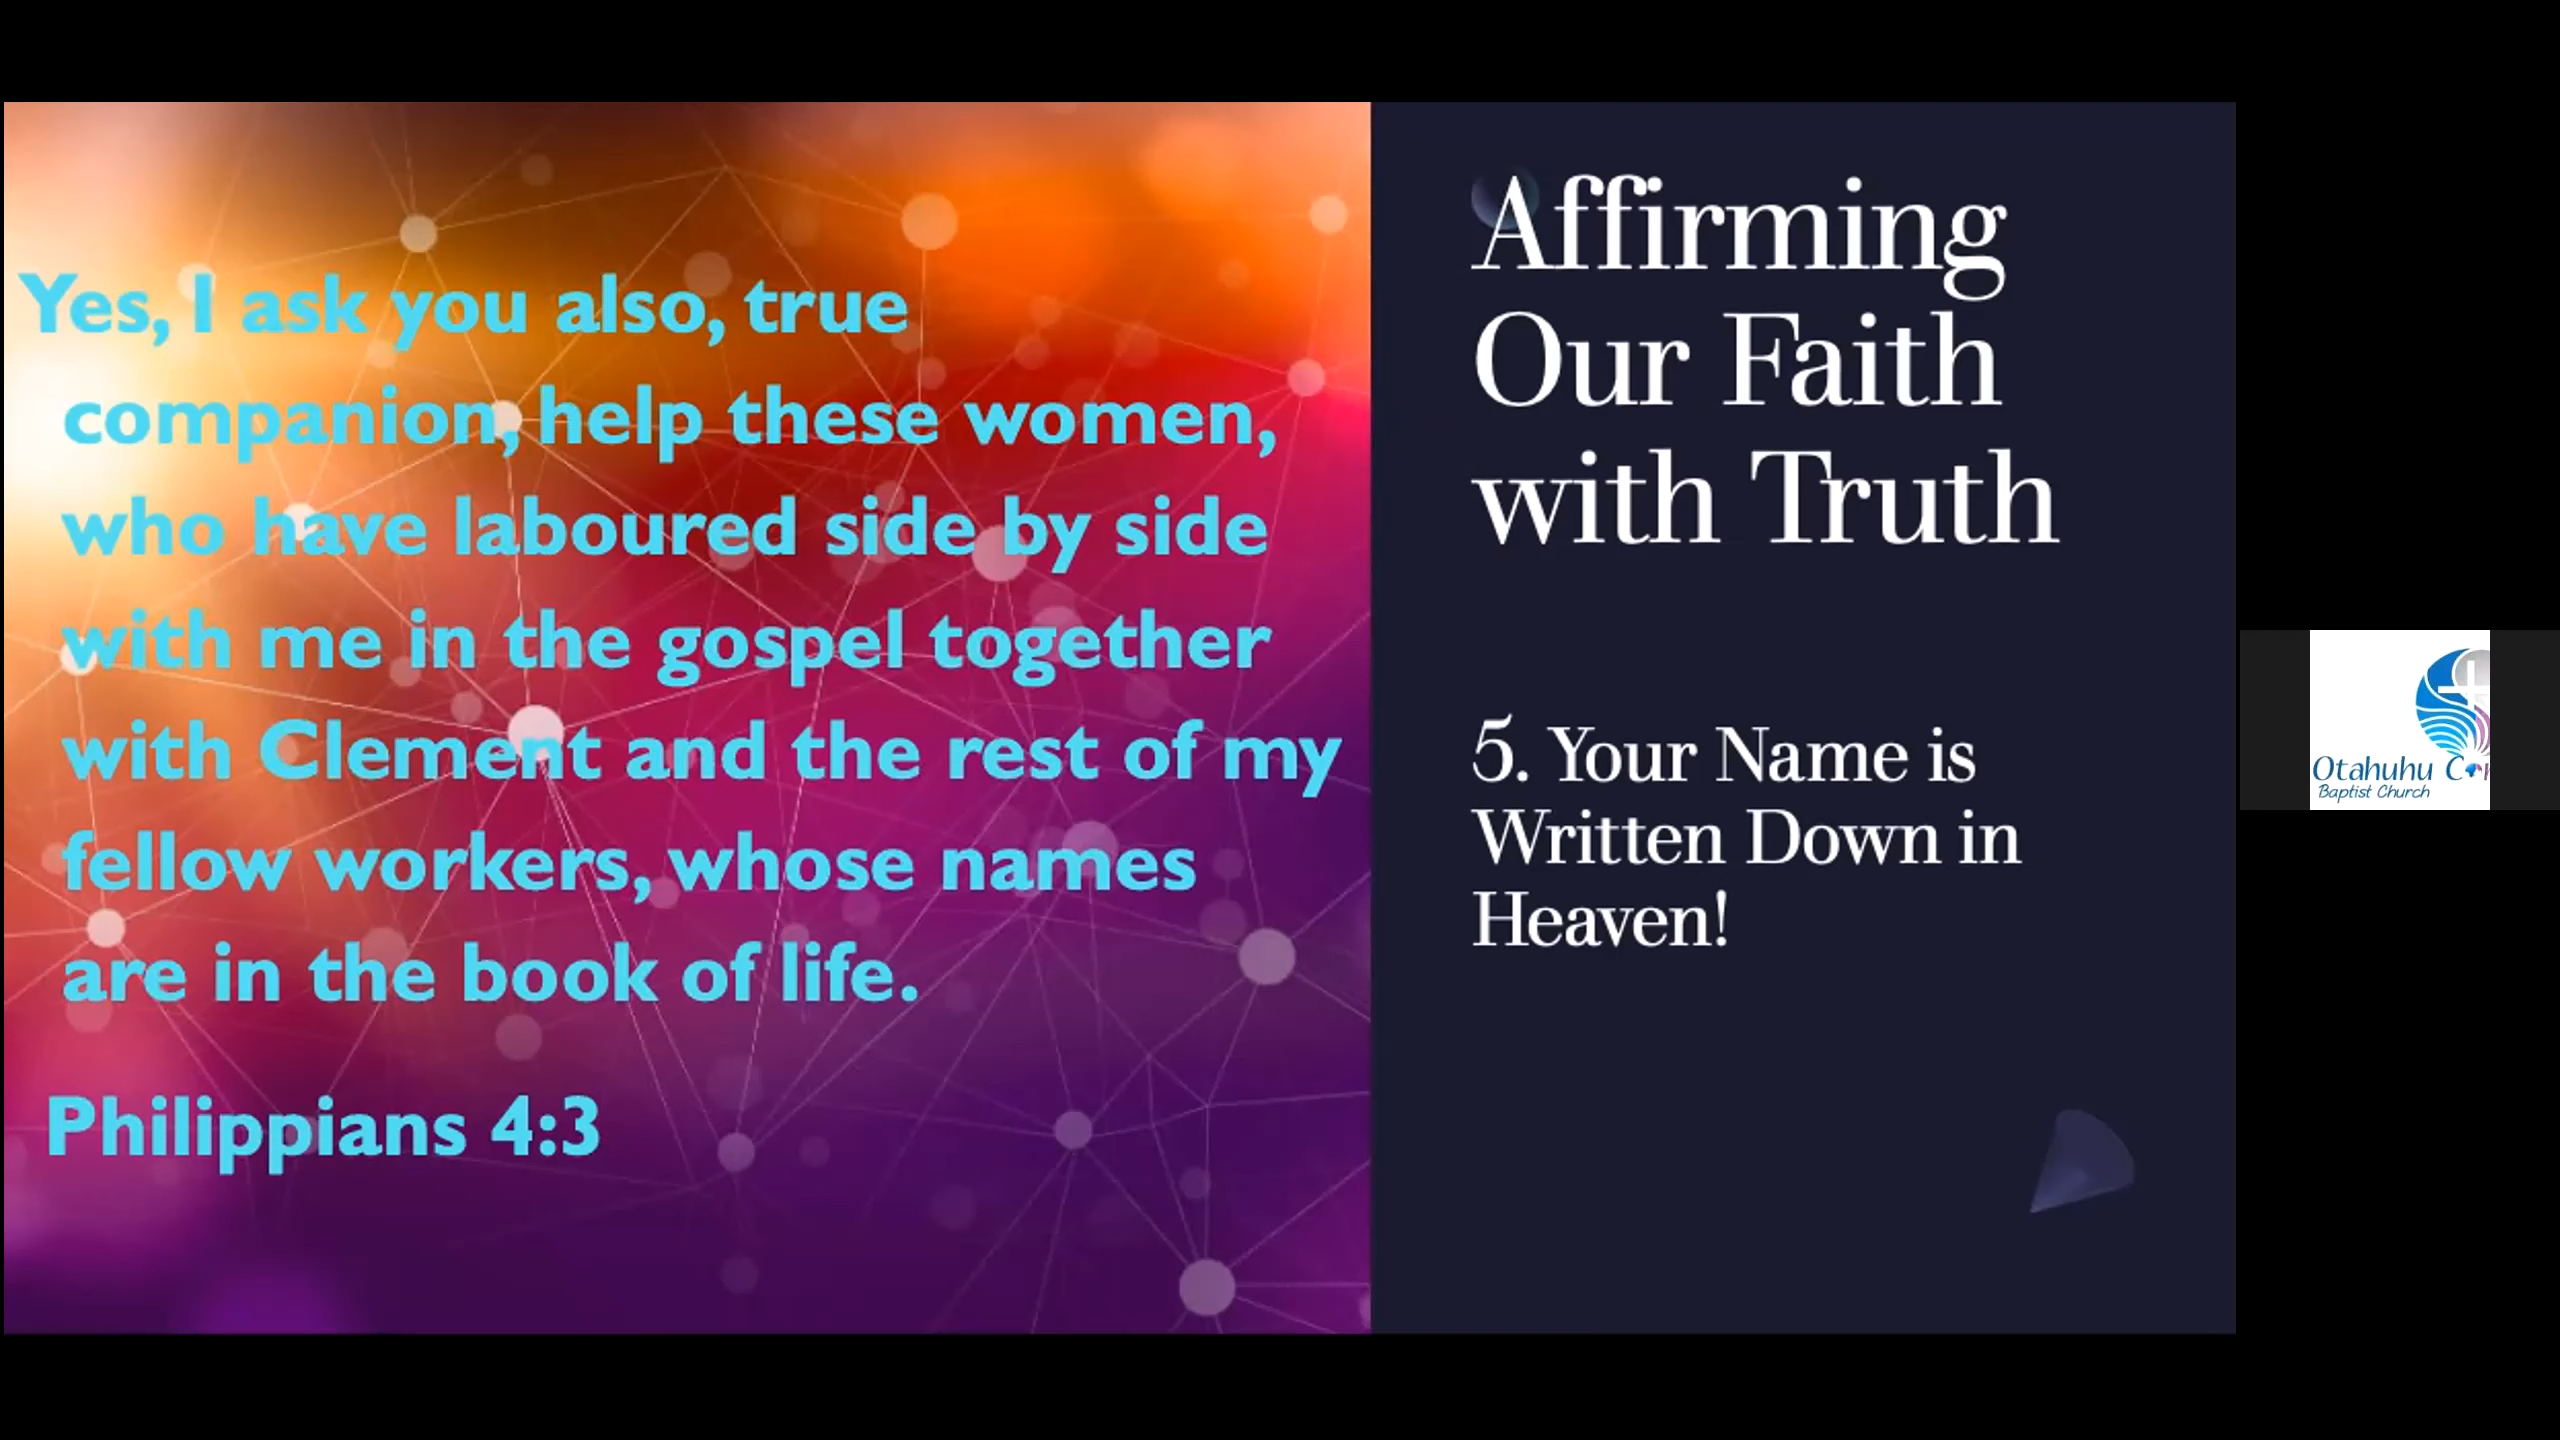 Yes, I ask you also, true
companion, help these women,
who have laboured side by side
with me in the gospel together
with Clement and the rest of my
fellow workers, whose names
are in the book of life.
Philippians 4:3
Affirming
Our Faith
with Truth
5. Your Name is
Written Down in
Heaven!
Otahuhu
Baptist Church